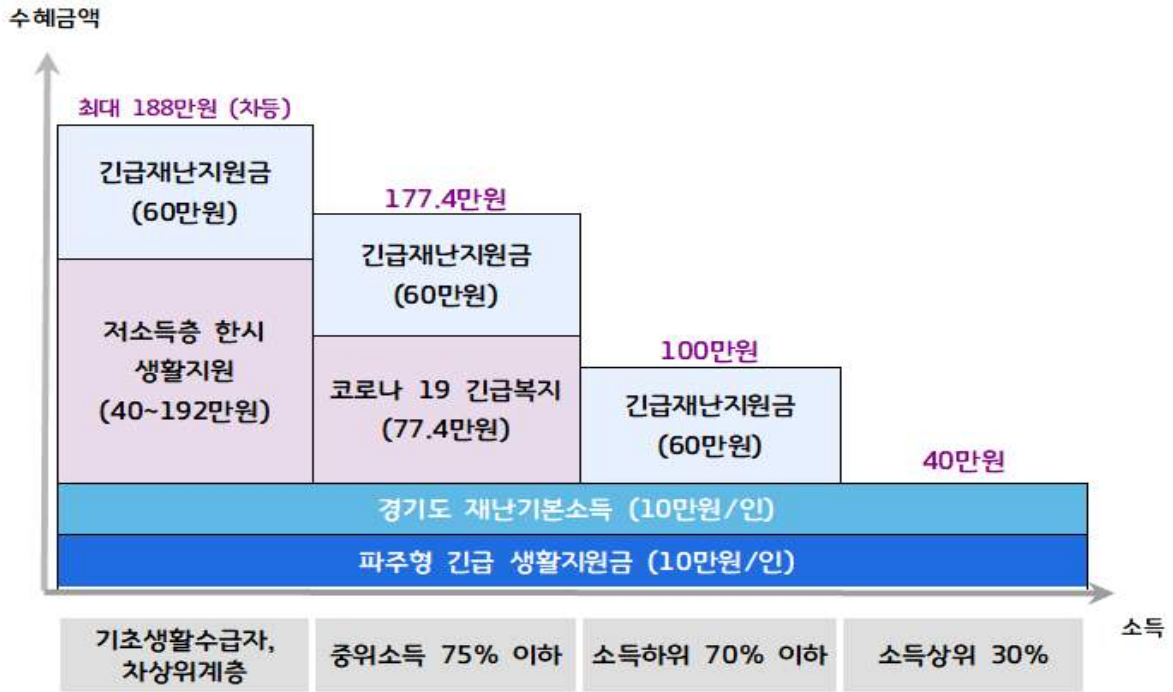 수혜금액
최대 188만원 (차등)
긴급재난지원금
(60만원)
저소득층 한시
생활지원
(40~192만원)
177.4만원
긴급재난지원금
(60만원)
코로나 19 긴급복지
(77.4만원)
100만원
긴급재난지원금
(60만원)
40만원
경기도 재난기본소득 (10만원/인)
파주형 긴급 생활지원금 (10만원/인)
소득
기초생활수급자,
차상위계층
중위소득 75% 이하
소득하위 70% 이하
소득상위 30%